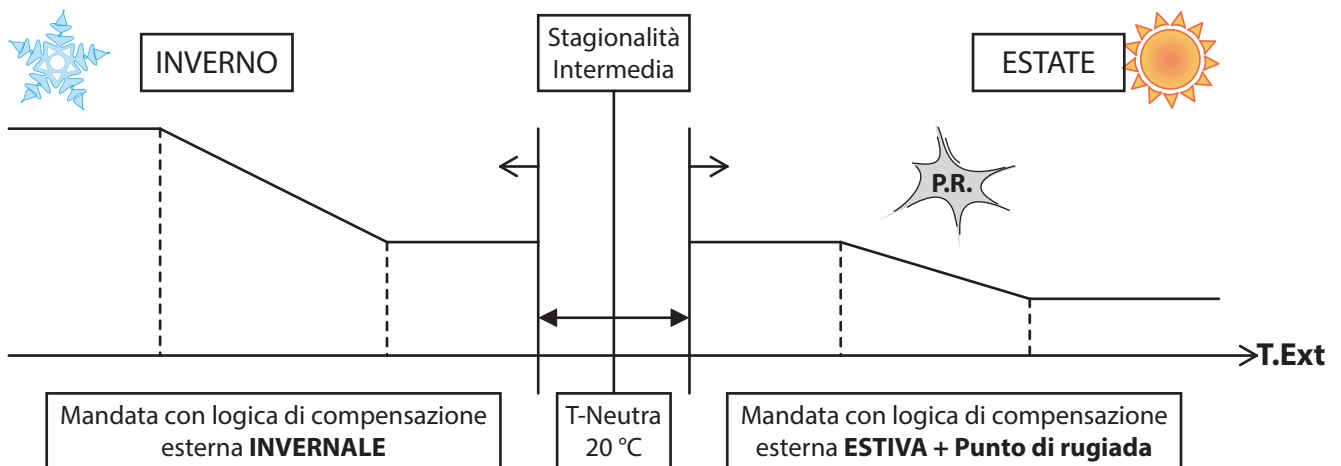 INVERNO
Stagionalità
Intermedia
ESTATE
P.R.
T.Ext
Mandata con logica di compensazione
esterna INVERNALE
T-Neutra
20 °C
Mandata con logica di compensazione
esterna ESTIVA + Punto di rugiada